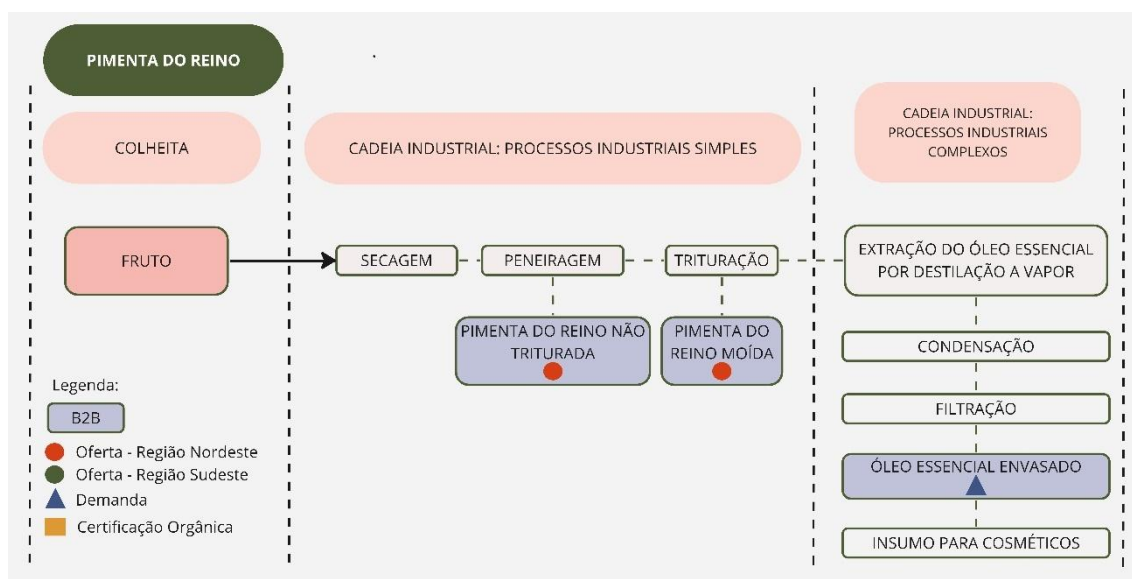 PIMENTA DO REINO
COLHEITA
CADEIA INDUSTRIAL: PROCESSOS INDUSTRIAIS SIMPLES
CADEIA INDUSTRIAL:
PROCESSOS INDUSTRIAIS
COMPLEXOS
FRUTO
SECAGEM
PENEIRAGEM
TRITURAÇÃO
EXTRAÇÃO DO ÓLEO ESSENCIAL
POR DESTILAÇÃO A VAPOR
PIMENTA DO REINO NÃO
TRITURADA
PIMENTA DO
REINO MOÍDA
CONDENSAÇÃO
FILTRAÇÃO
ÓLEO ESSENCIAL ENVASADO
INSUMO PARA COSMÉTICOS
Legenda:
B2B
Oferta - Região Nordeste
Oferta - Região Sudeste
Demanda
Certificação Orgânica